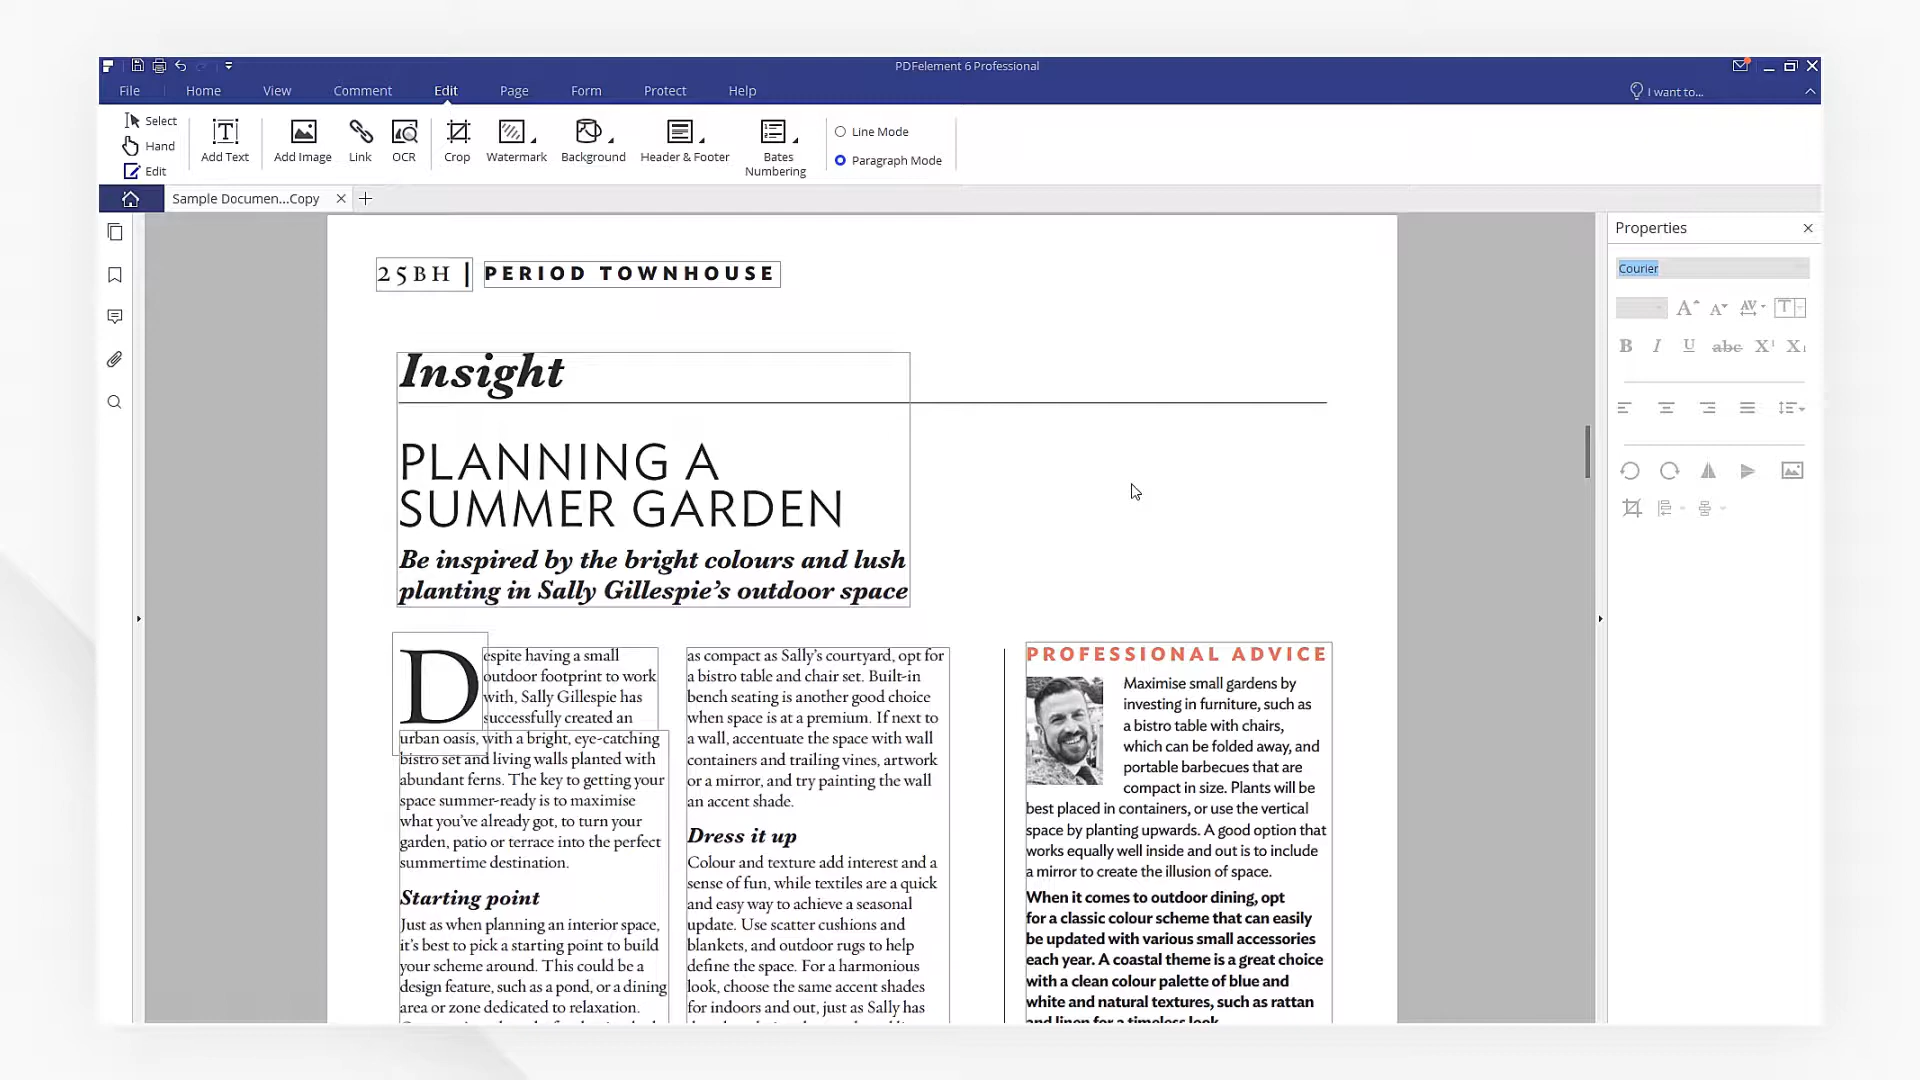 PDFelement 6 Professional
File Home View Comment Edit Page Form Protect Help I want to...
Select
Hand
Edit
Add Text
Add Image
Link
OCR
Crop
Watermark
Background
Header & Footer
Bates
Numbering
Line Mode
Paragraph Mode
Sample Documen...Copy
Properties
Courier
25BH | PERIOD TOWNHOUSE
Insight
PLANNING A
SUMMER GARDEN
Be inspired by the bright colours and lush
planting in Sally Gillespie’s outdoor space
Despite having a small
outdoor footprint to work
with, Sally Gillespie has
successfully created an
urban oasis, with a bright, eye-catching
bistro set and living walls planted with
abundant ferns. The key to getting your
space summer-ready is to maximise
what you’ve already got, to turn your
garden, patio or terrace into the perfect
summertime destination.
Starting point
Just as when planning an interior space,
it’s best to pick a starting point to build
your scheme around. This could be a
design feature, such as a pond, or a dining
area or zone dedicated to relaxation.
as compact as Sally’s courtyard, opt for
a bistro table and chair set. Built-in
bench seating is another good choice
when space is at a premium. If next to
a wall, accentuate the space with wall
containers and trailing vines, artwork
or a mirror, and try painting the wall
an accent shade.
Dress it up
Colour and texture add interest and a
sense of fun, while textiles are a quick
and easy way to achieve a seasonal
update. Use scatter cushions and
blankets, and outdoor rugs to help
define the space. For a harmonious
look, choose the same accent shades
for indoors and out, just as Sally has
PROFESSIONAL ADVICE
Maximise small gardens by
investing in furniture, such as
a bistro table with chairs,
which can be folded away, and
portable barbecues that are
compact in size. Plants will be
best placed in containers, or use the vertical
space by planting upwards. A good option that
works equally well inside and out is to include
a mirror to create the illusion of space.
When it comes to outdoor dining, opt
for a classic colour scheme that can easily
be updated with various small accessories
each year. A coastal theme is a great choice
with a clean colour palette of blue and
white and natural textures, such as rattan
and linen for a timeless look